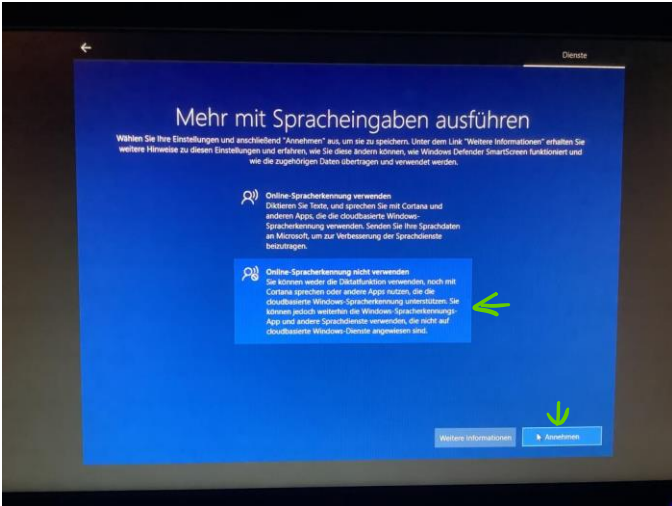 Dienste
Mehr mit Spracheingaben ausführen
Wählen Sie Ihre Einstellungen und anschließend "Annehmen" aus, um sie zu speichern. Unter dem Link "Weitere Informationen" erhalten Sie
weitere Hinweise zu diesen Einstellungen und erfahren, wie Sie diese ändern können, wie Windows Defender SmartScreen funktioniert und
wie die zugehörigen Daten übertragen und verwendet werden.
Online-Spracherkennung verwenden
Diktieren Sie Texte, und sprechen Sie mit Cortana und
anderen Apps, die die cloudbasierte Windows-
Spracherkennung verwenden. Senden Sie Ihre Sprachdaten
an Microsoft, um zur Verbesserung der Sprachdienste
beizutragen.
Online-Spracherkennung nicht verwenden
Sie können weder die Diktatfunktion verwenden, noch mit
Cortana sprechen oder andere Apps nutzen, die die
cloudbasierte Windows-Spracherkennung unterstützen. Sie
können jedoch weiterhin die Windows-Spracherkennungs-
App und andere Sprachdienste verwenden, die nicht auf
cloudbasierte Windows-Dienste angewiesen sind.
Weitere Informationen
Annehmen